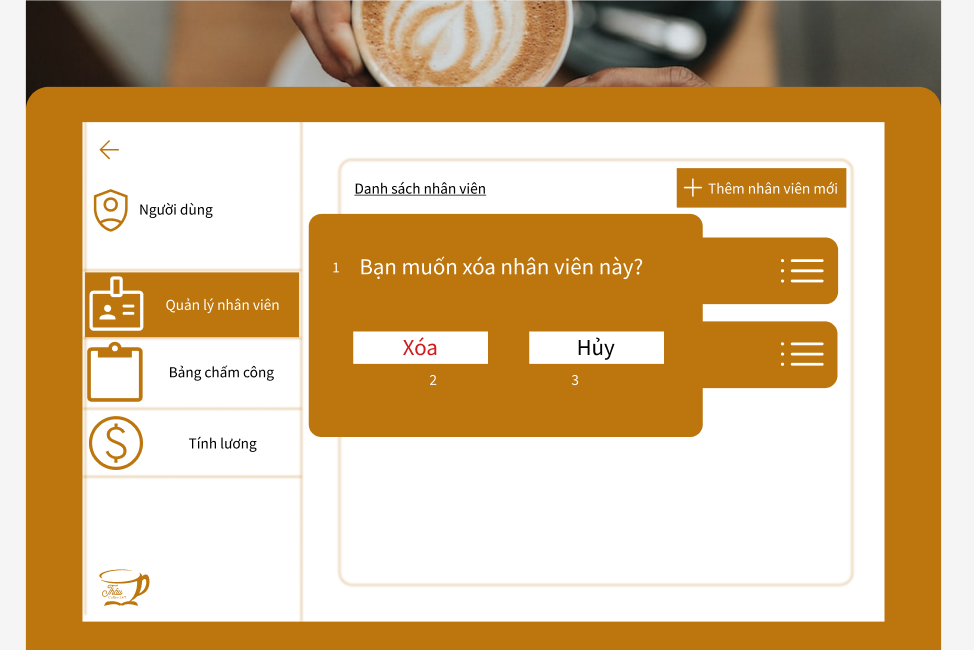 Người dùng
Quản lý nhân viên
Bảng chấm công
Tính lương
Danh sách nhân viên
Thêm nhân viên mới
1 Bạn muốn xóa nhân viên này?
Xóa
Hủy
2
3